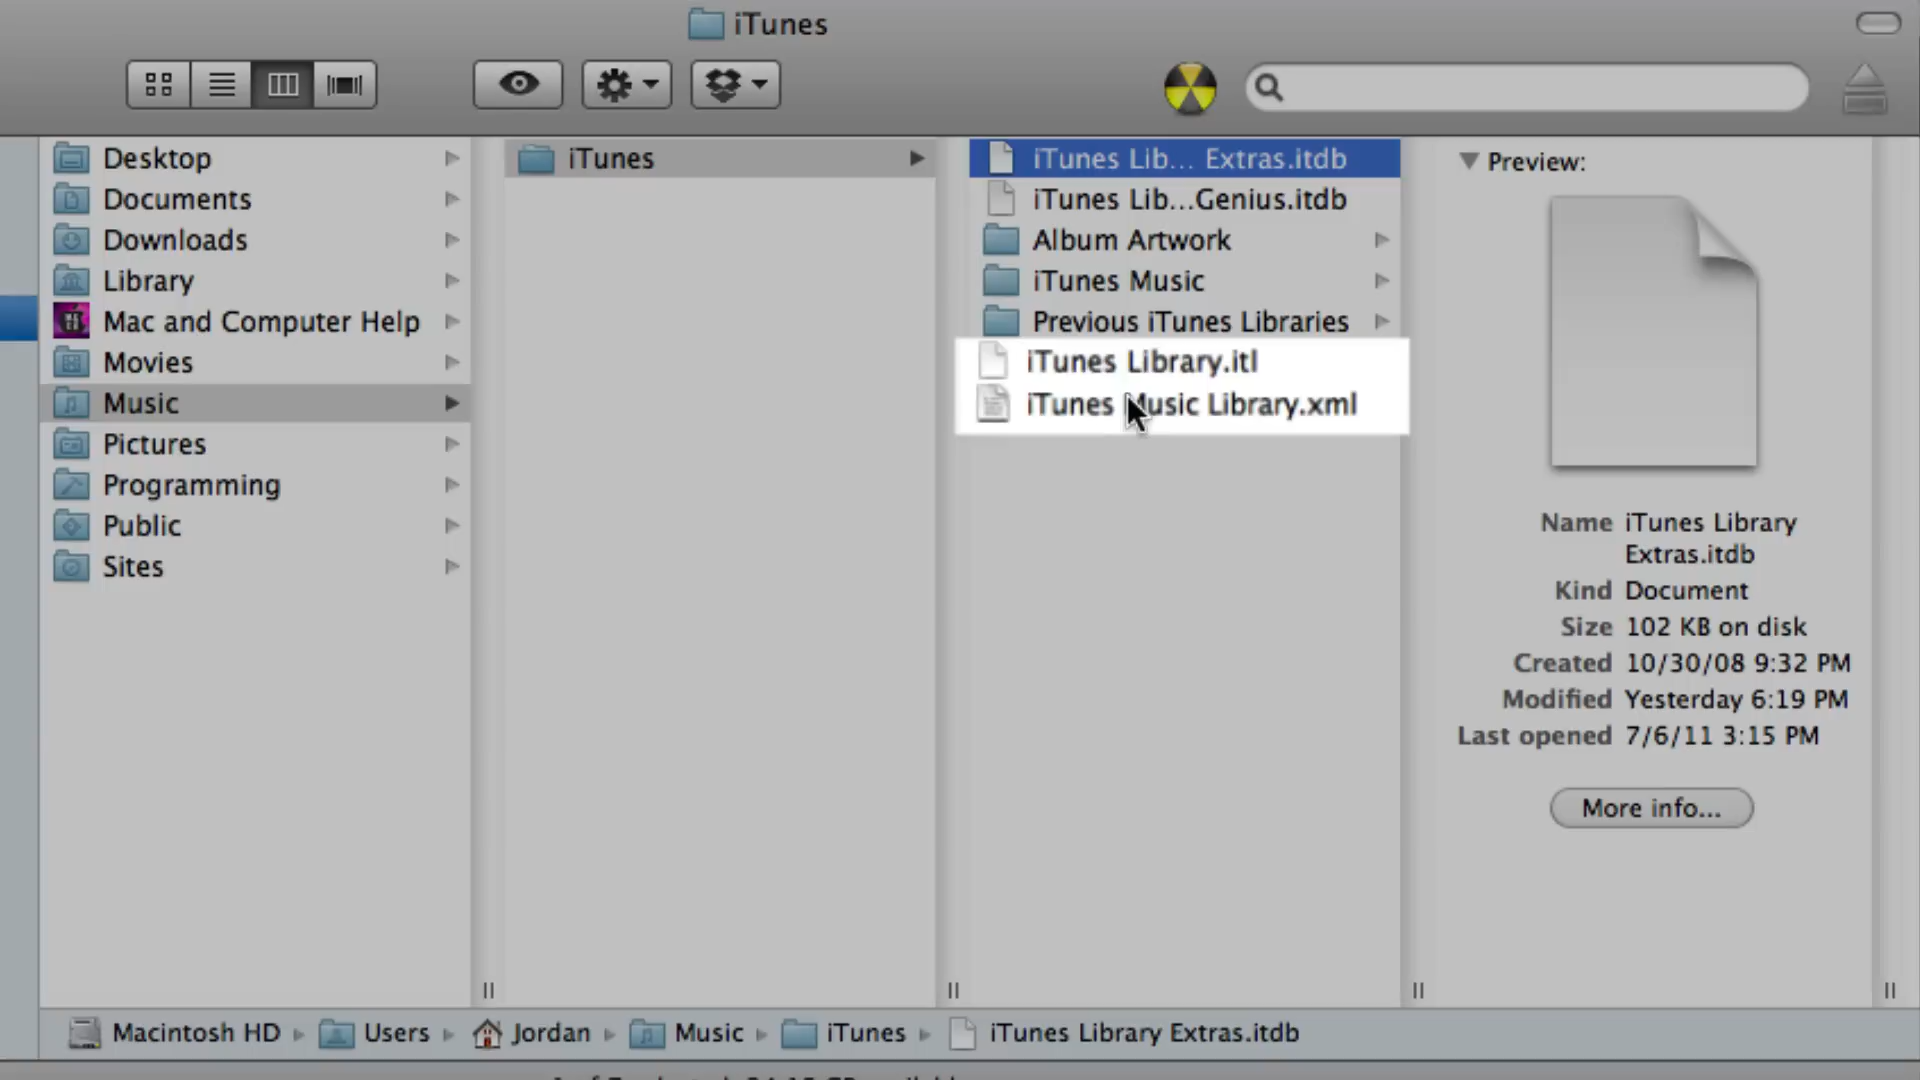 iTunes
Desktop
Documents
Downloads
Library
Mac and Computer Help
Movies
Music
Pictures
Programming
Public
Sites
iTunes
iTunes Lib... Extras.itdb
iTunes Lib...Genius.itdb
Album Artwork
iTunes Music
Previous iTunes Libraries
iTunes Library.itl
iTunes Music Library.xml
Preview:
Name iTunes Library
Extras.itdb
Kind Document
Size 102 KB on disk
Created 10/30/08 9:32 PM
Modified Yesterday 6:19 PM
Last opened 7/6/11 3:15 PM
More info...
Macintosh HD Users Jordan Music iTunes iTunes Library Extras.itdb